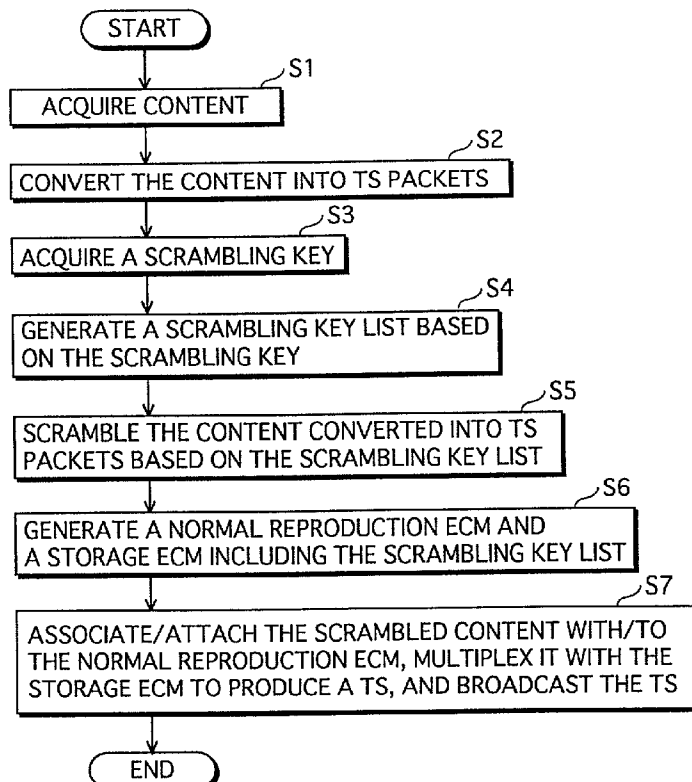 START
S1
ACQUIRE CONTENT
S2
CONVERT THE CONTENT INTO TS PACKETS
S3
ACQUIRE A SCRAMBLING KEY
S4
GENERATE A SCRAMBLING KEY LIST BASED
ON THE SCRAMBLING KEY
S5
SCRAMBLE THE CONTENT CONVERTED INTO TS
PACKETS BASED ON THE SCRAMBLING KEY LIST
S6
GENERATE A NORMAL REPRODUCTION ECM AND
A STORAGE ECM INCLUDING THE SCRAMBLING KEY LIST
S7
ASSOCIATE/ATTACH THE SCRAMBLED CONTENT WITH/TO
THE NORMAL REPRODUCTION ECM, MULTIPLEX IT WITH THE
STORAGE ECM TO PRODUCE A TS, AND BROADCAST THE TS
END